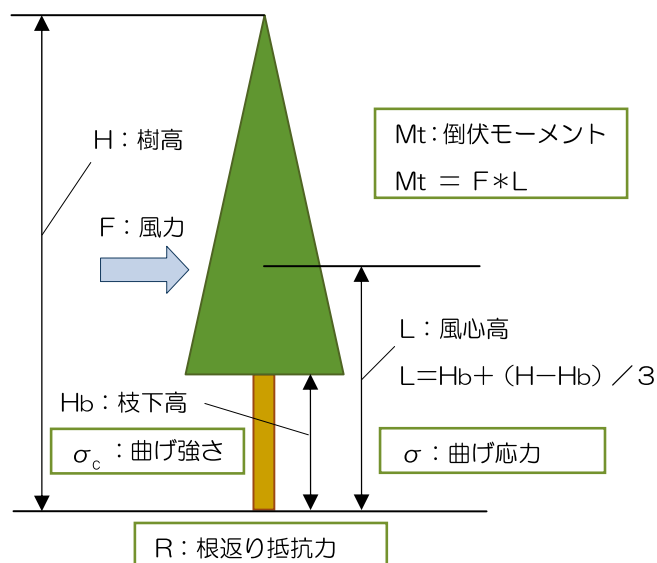 H：樹高
Mt：倒伏モーメント
Mt ＝ F*L
F：風力
L：風心高
L＝Hb＋（H－Hb）／3
Hb：枝下高
σc：曲げ強さ
σ：曲げ応力
R：根返り抵抗力